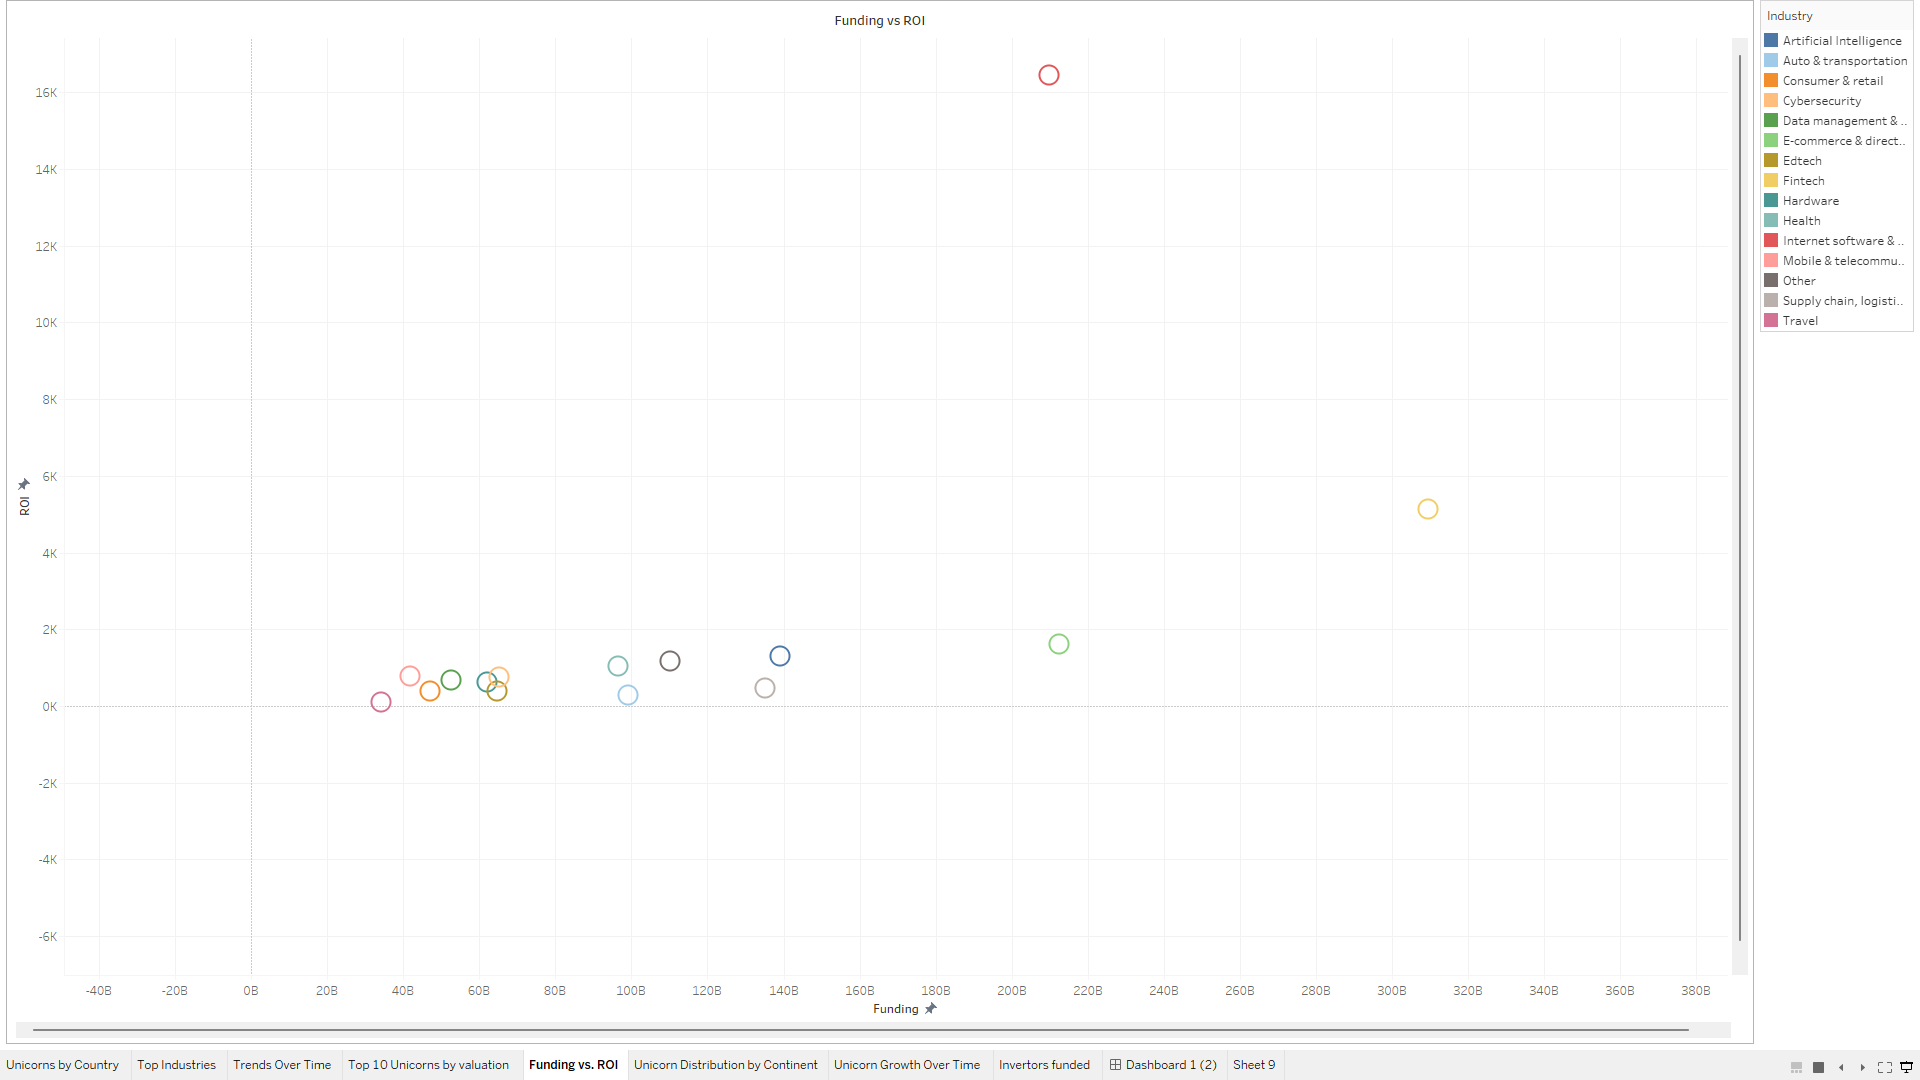 Funding vs ROI
16K
14K
12K
10K
8K
6K
4K
2K
0K
-2K
-4K
-6K
ROI
-40B -20B 0B 20B 40B 60B 80B 100B 120B 140B 160B 180B 200B 220B 240B 260B 280B 300B 320B 340B 360B 380B
Funding
Industry
Artificial Intelligence
Auto & transportation
Consumer & retail
Cybersecurity
Data management & ..
E-commerce & direct..
Edtech
Fintech
Hardware
Health
Internet software & ..
Mobile & telecommu..
Other
Supply chain, logisti..
Travel
Unicorns by Country Top Industries Trends Over Time Top 10 Unicorns by valuation Funding vs. ROI Unicorn Distribution by Continent Unicorn Growth Over Time Invertors funded Dashboard 1 (2) Sheet 9